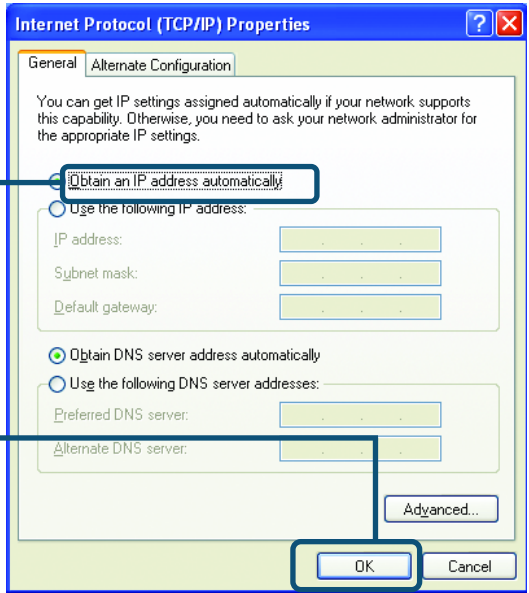 Internet Protocol (TCP/IP) Properties
General
Alternate Configuration
You can get IP settings assigned automatically if your network supports
this capability. Otherwise, you need to ask your network administrator for
the appropriate IP settings.
Obtain an IP address automatically
Use the following IP address:
IP address:
Subnet mask:
Default gateway:
Obtain DNS server address automatically
Use the following DNS server addresses:
Preferred DNS server:
Alternate DNS server:
Advanced...
OK
Cancel